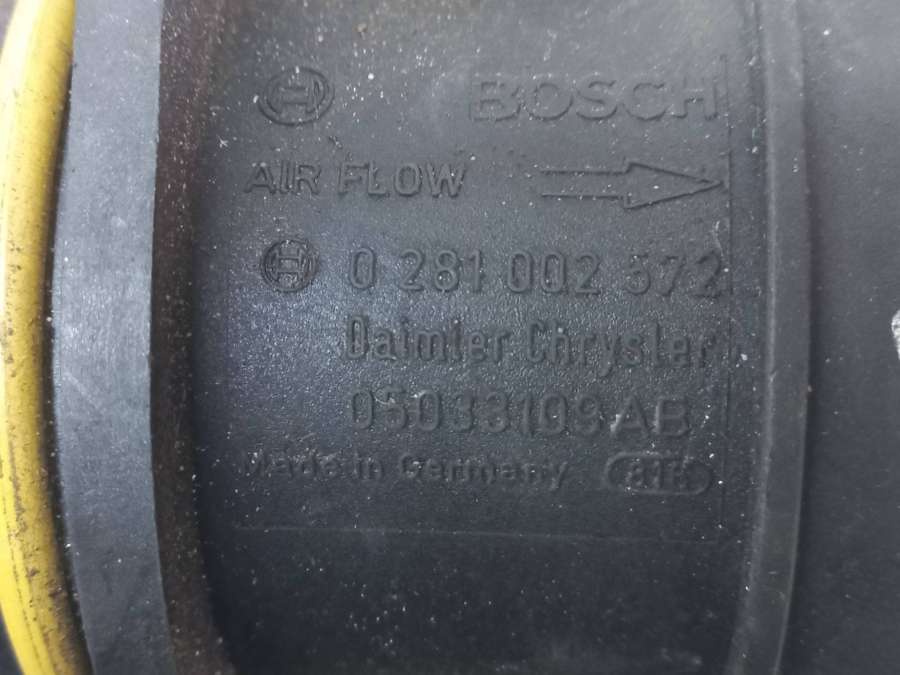 BOSCH
AIR FLOW
0 281 002 572
Daimler Chrysler
05033109AB
Made in Germany